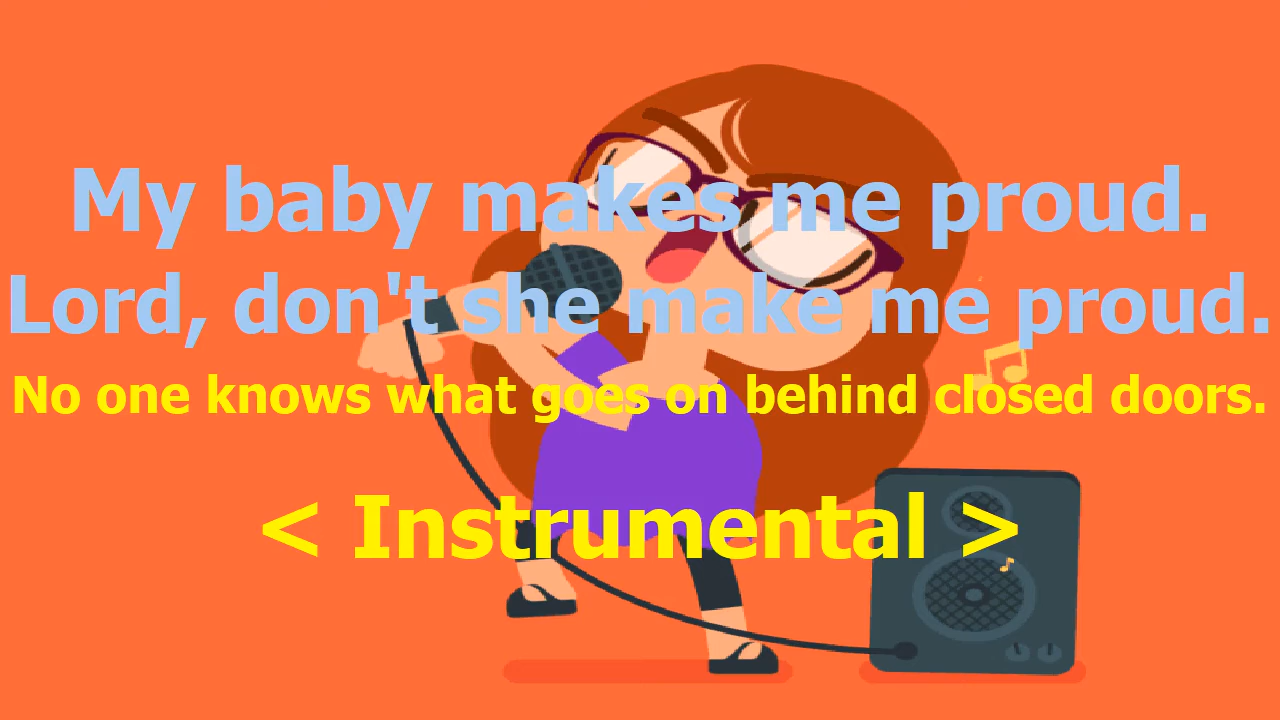 My baby makes me proud.
Lord, don't she make me proud.
No one knows what goes on behind closed doors.
< Instrumental >